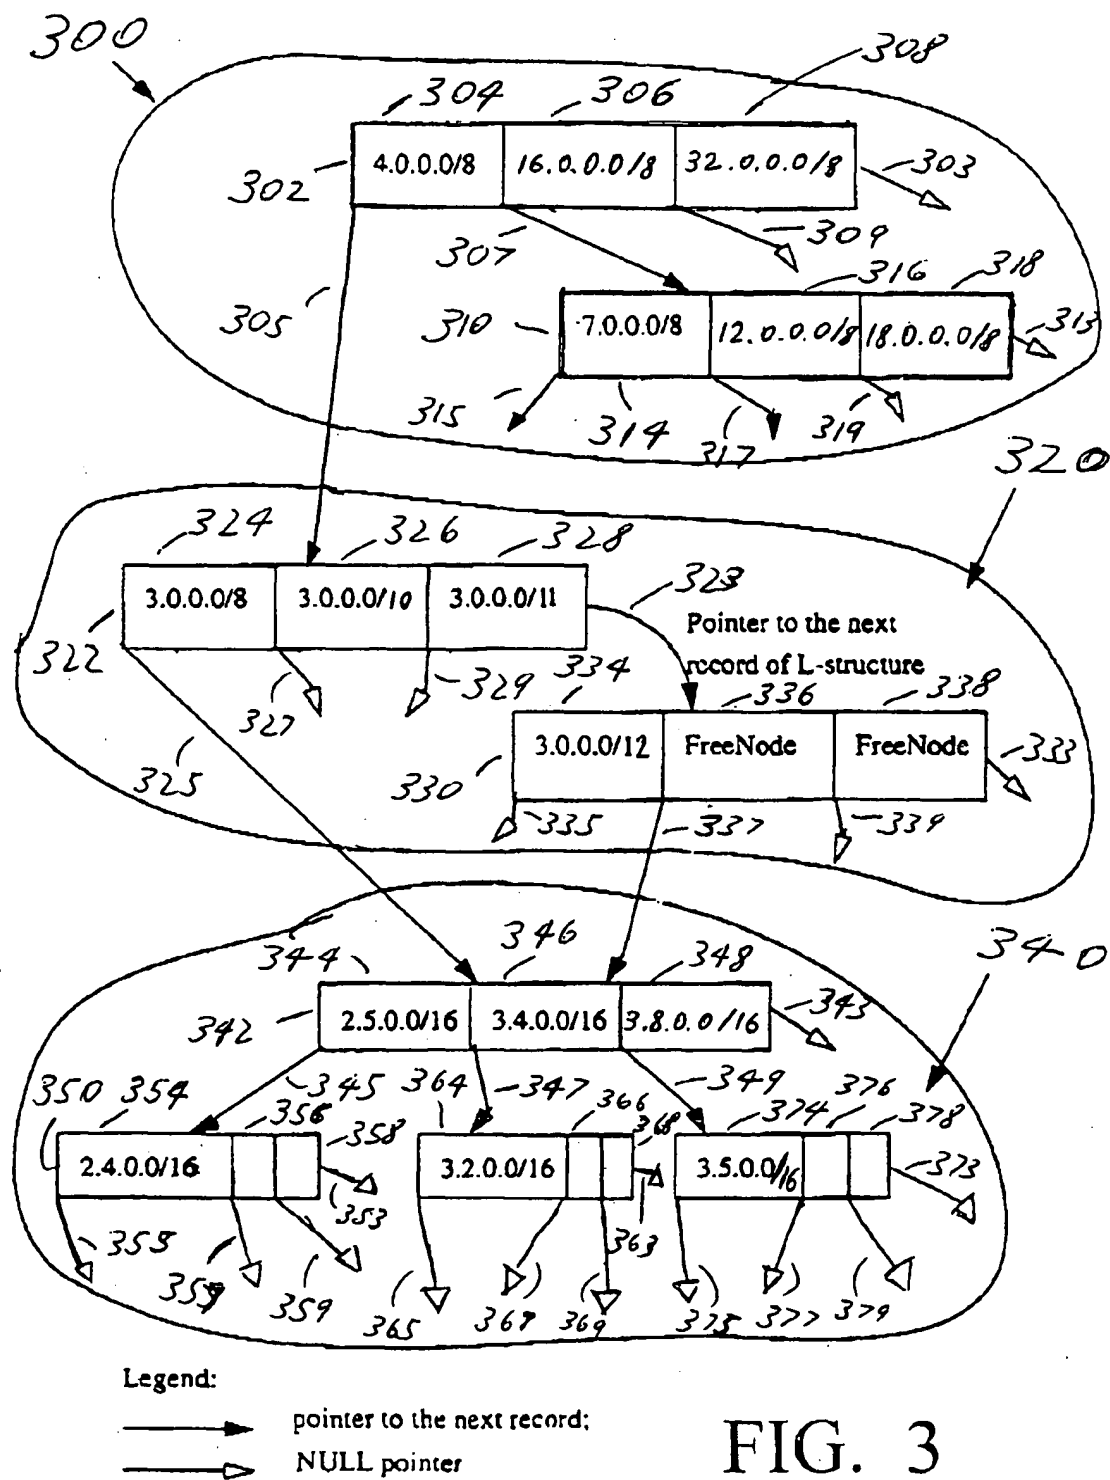 300
308
304 306
302 4.0.0.0/8 16.0.0.0/8 32.0.0.0/8 303
307 309
305 316 318
310 7.0.0.0/8 12.0.0.0/8 18.0.0.0/8 313
315 314 317 319
320
324 326 328
3.0.0.0/8 3.0.0.0/10 3.0.0.0/11 323
Pointer to the next
322 record of L-structure
327 329 334 336 338
325 3.0.0.0/12 FreeNode FreeNode 333
330 335 337 339
344 346 348 340
342 2.5.0.0/16 3.4.0.0/16 3.8.0.0/16 343
350 354 345 364 347 349 376
356 358 366 368 374 378
2.4.0.0/16 3.2.0.0/16 3.5.0.0/16 373
353 363
355 359 365 369 375 377 379
Legend:
pointer to the next record;
NULL pointer
FIG. 3